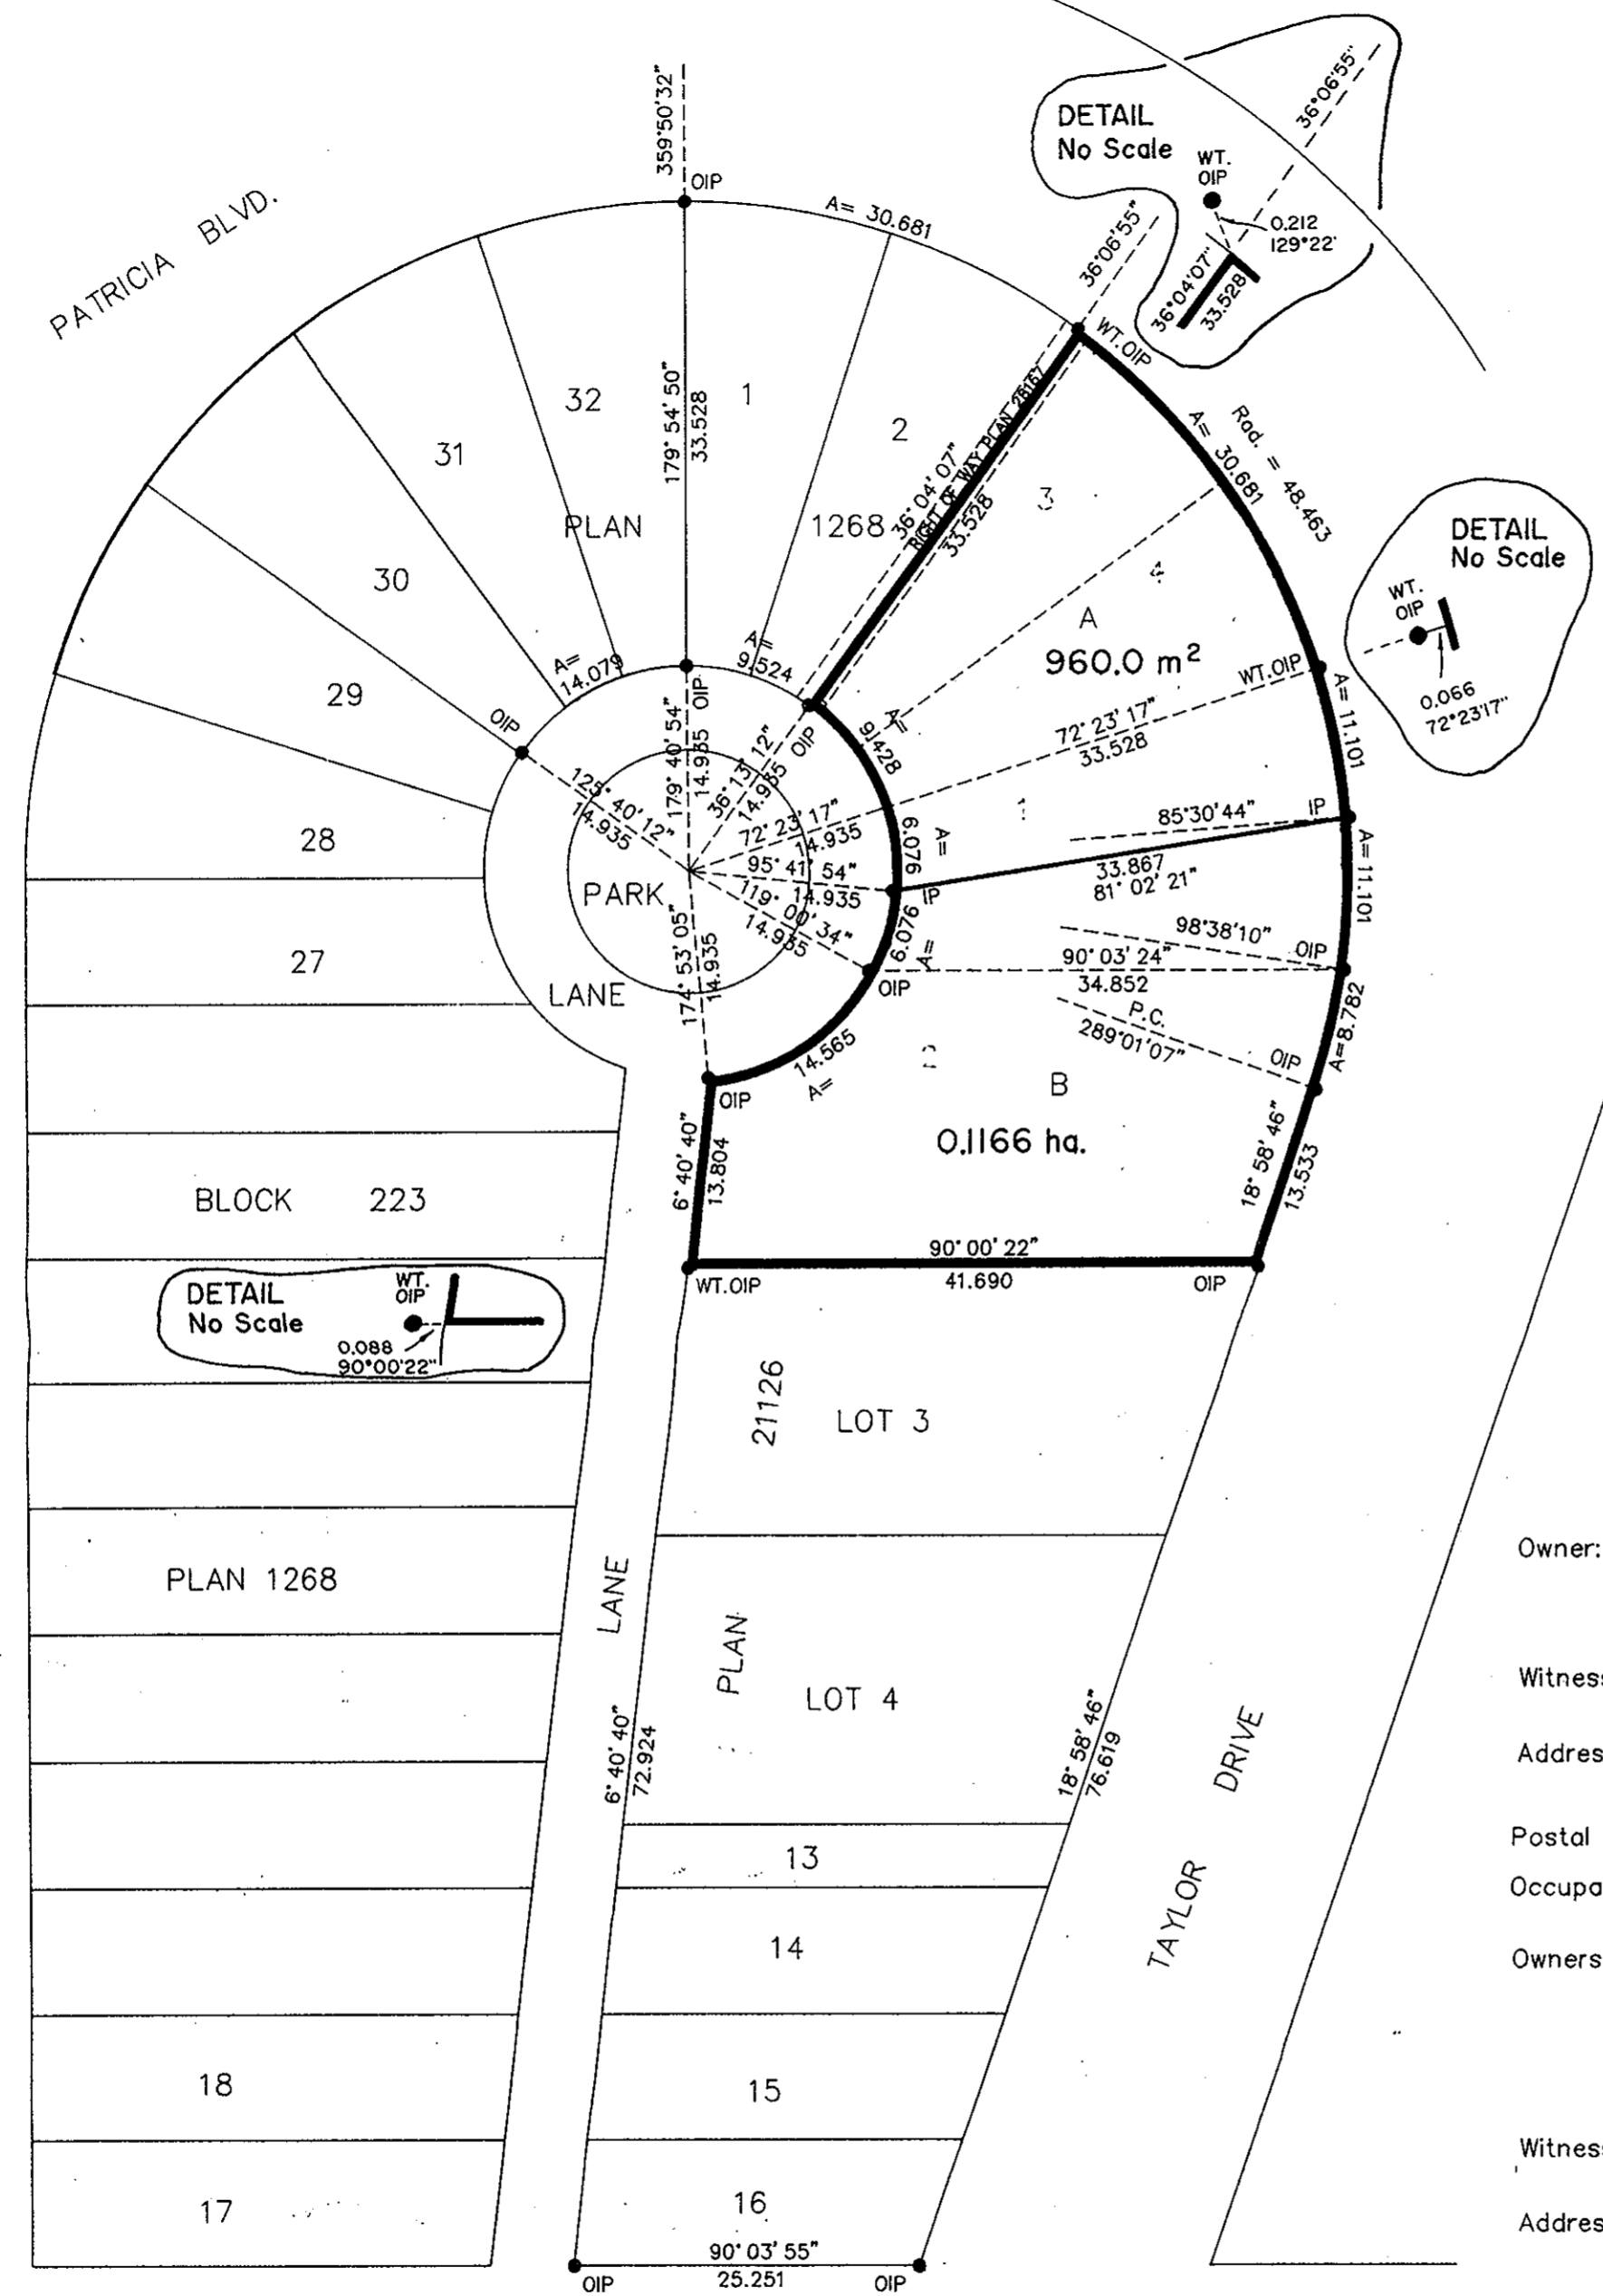 359°50'32"
OIP
A= 30.681
PATRICIA BLVD.
DETAIL
No Scale
WT.
OIP
0.212
129°22'
36°04'07"
33.528
36°06'55"
36°06'55"
WT.OIP
32
1
2
31
179° 54' 50"
33.528
PLAN
1268
36°04'07"
RIGHT OF WAY PLAN 26167
33.528
3
A= 30.681
Rad. = 48.463
4
DETAIL
No Scale
WT.
OIP
0.066
72°23'17"
30
A
960.0 m²
WT.OIP
A= 11.101
29
A=
14.079
A=
9.524
OIP
OIP
OIP
A=
9.428
72° 23' 17"
33.528
125° 40' 12"
14.935
179° 40' 54"
14.935
36° 13' 12"
14.935
72° 23' 17"
14.935
95° 41' 54"
14.935
119° 00' 34"
14.935
174° 53' 05"
14.935
A=
6.076
1
85°30'44"
IP
33.867
81° 02' 21"
A= 11.101
28
PARK
IP
6.076
A=
98°38'10"
OIP
90° 03' 24"
34.852
27
LANE
OIP
P.C.
289°01'07"
A= 8.782
OIP
14.565
A=
OIP
B
0.1166 ha.
6° 40' 40"
13.804
18° 58' 46"
13.533
BLOCK 223
90° 00' 22"
41.690
WT.OIP
OIP
DETAIL
No Scale
WT.
OIP
0.088
90°00'22"
21126
LOT 3
PLAN 1268
LANE
PLAN
LOT 4
6° 40' 40"
72.924
18° 58' 46"
76.619
TAYLOR DRIVE
13
14
18
15
17
16
90° 03' 55"
25.251
OIP
OIP
Owner:
Witness
Addres
Postal
Occupa
Owners
Witnes
Addres